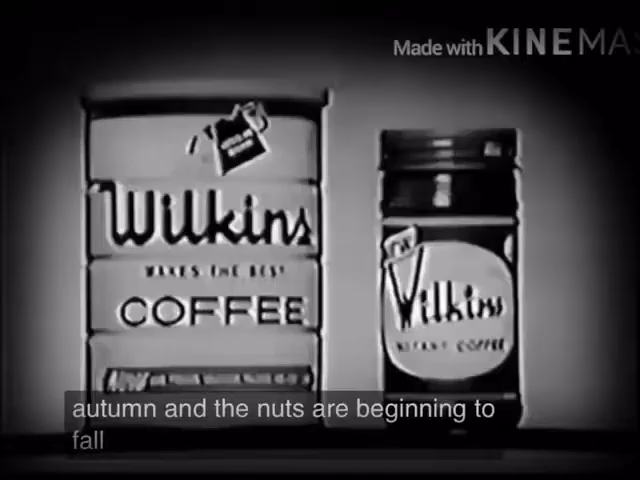 Made with KINEMA
Wilkins
MAKES THE BEST
COFFEE
Wilkins
INSTANT COFFEE
autumn and the nuts are beginning to
fall